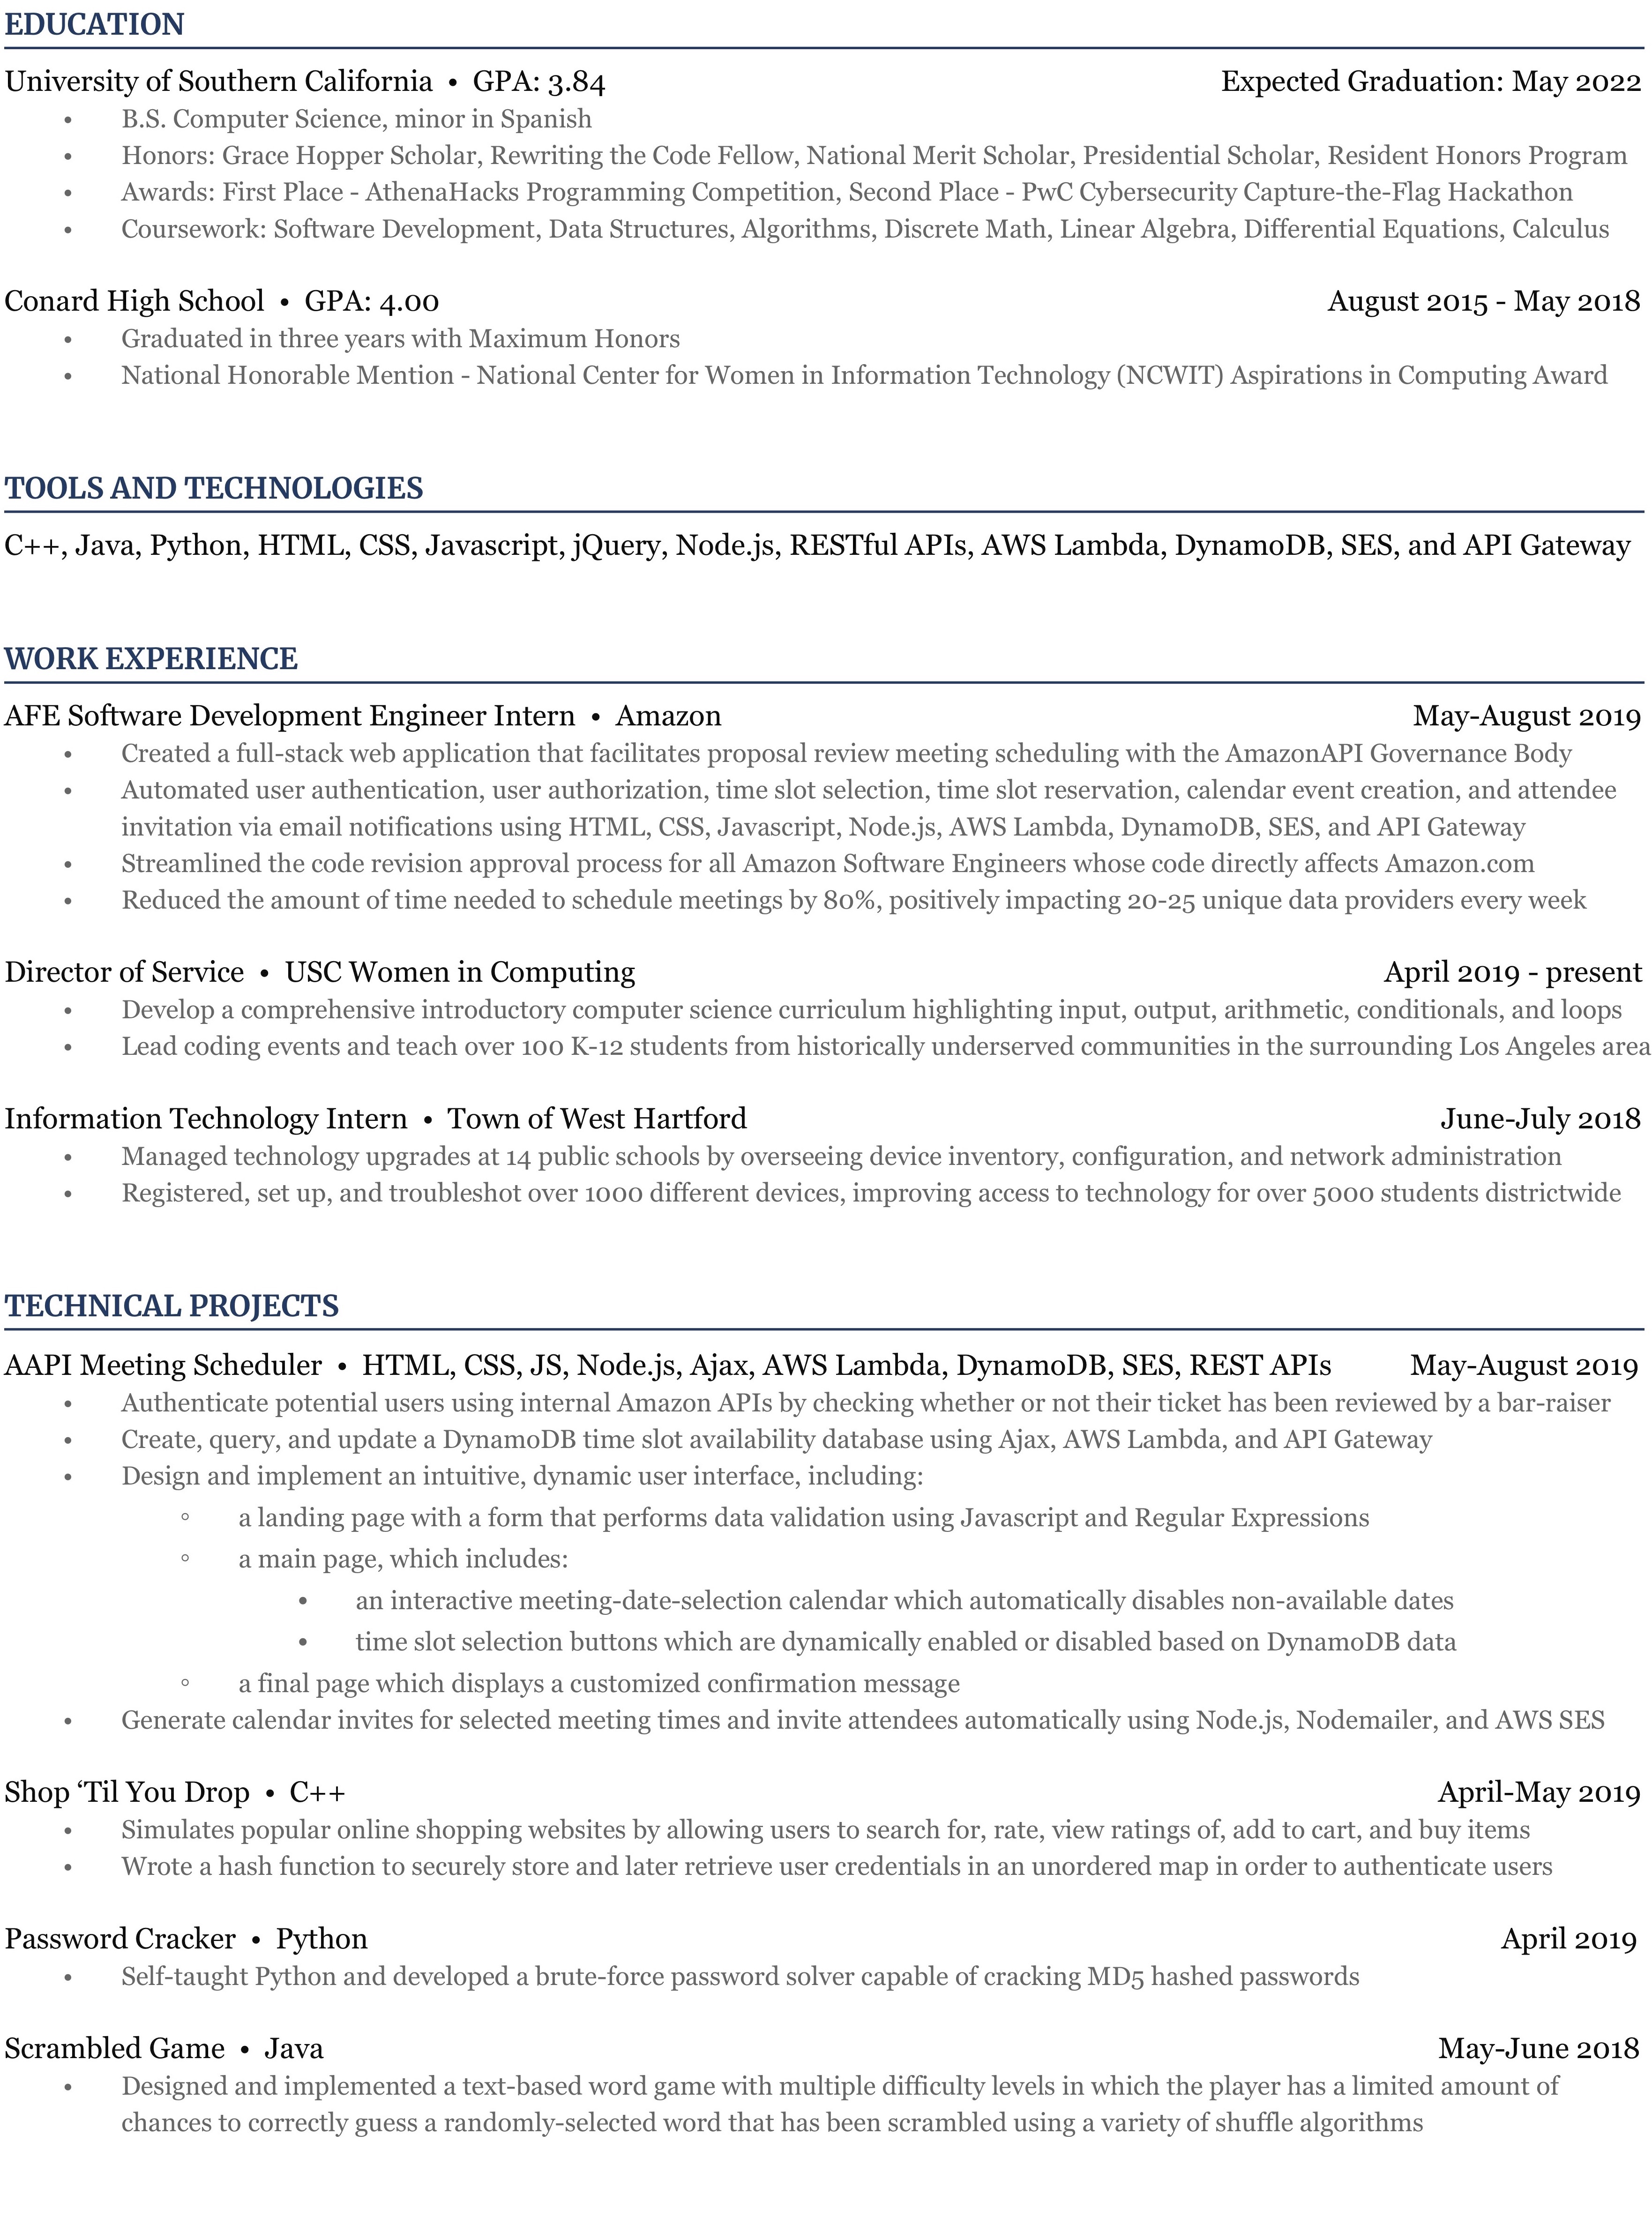 EDUCATION
University of Southern California • GPA: 3.84 Expected Graduation: May 2022
• B.S. Computer Science, minor in Spanish
• Honors: Grace Hopper Scholar, Rewriting the Code Fellow, National Merit Scholar, Presidential Scholar, Resident Honors Program
• Awards: First Place - AthenaHacks Programming Competition, Second Place - PwC Cybersecurity Capture-the-Flag Hackathon
• Coursework: Software Development, Data Structures, Algorithms, Discrete Math, Linear Algebra, Differential Equations, Calculus
Conard High School • GPA: 4.00 August 2015 - May 2018
• Graduated in three years with Maximum Honors
• National Honorable Mention - National Center for Women in Information Technology (NCWIT) Aspirations in Computing Award
TOOLS AND TECHNOLOGIES
C++, Java, Python, HTML, CSS, Javascript, jQuery, Node.js, RESTful APIs, AWS Lambda, DynamoDB, SES, and API Gateway
WORK EXPERIENCE
AFE Software Development Engineer Intern • Amazon May-August 2019
• Created a full-stack web application that facilitates proposal review meeting scheduling with the AmazonAPI Governance Body
• Automated user authentication, user authorization, time slot selection, time slot reservation, calendar event creation, and attendee
invitation via email notifications using HTML, CSS, Javascript, Node.js, AWS Lambda, DynamoDB, SES, and API Gateway
• Streamlined the code revision approval process for all Amazon Software Engineers whose code directly affects Amazon.com
• Reduced the amount of time needed to schedule meetings by 80%, positively impacting 20-25 unique data providers every week
Director of Service • USC Women in Computing April 2019 - present
• Develop a comprehensive introductory computer science curriculum highlighting input, output, arithmetic, conditionals, and loops
• Lead coding events and teach over 100 K-12 students from historically underserved communities in the surrounding Los Angeles area
Information Technology Intern • Town of West Hartford June-July 2018
• Managed technology upgrades at 14 public schools by overseeing device inventory, configuration, and network administration
• Registered, set up, and troubleshot over 1000 different devices, improving access to technology for over 5000 students districtwide
TECHNICAL PROJECTS
AAPI Meeting Scheduler • HTML, CSS, JS, Node.js, Ajax, AWS Lambda, DynamoDB, SES, REST APIs May-August 2019
• Authenticate potential users using internal Amazon APIs by checking whether or not their ticket has been reviewed by a bar-raiser
• Create, query, and update a DynamoDB time slot availability database using Ajax, AWS Lambda, and API Gateway
• Design and implement an intuitive, dynamic user interface, including:
◦ a landing page with a form that performs data validation using Javascript and Regular Expressions
◦ a main page, which includes:
• an interactive meeting-date-selection calendar which automatically disables non-available dates
• time slot selection buttons which are dynamically enabled or disabled based on DynamoDB data
◦ a final page which displays a customized confirmation message
• Generate calendar invites for selected meeting times and invite attendees automatically using Node.js, Nodemailer, and AWS SES
Shop ‘Til You Drop • C++ April-May 2019
• Simulates popular online shopping websites by allowing users to search for, rate, view ratings of, add to cart, and buy items
• Wrote a hash function to securely store and later retrieve user credentials in an unordered map in order to authenticate users
Password Cracker • Python April 2019
• Self-taught Python and developed a brute-force password solver capable of cracking MD5 hashed passwords
Scrambled Game • Java May-June 2018
• Designed and implemented a text-based word game with multiple difficulty levels in which the player has a limited amount of
chances to correctly guess a randomly-selected word that has been scrambled using a variety of shuffle algorithms